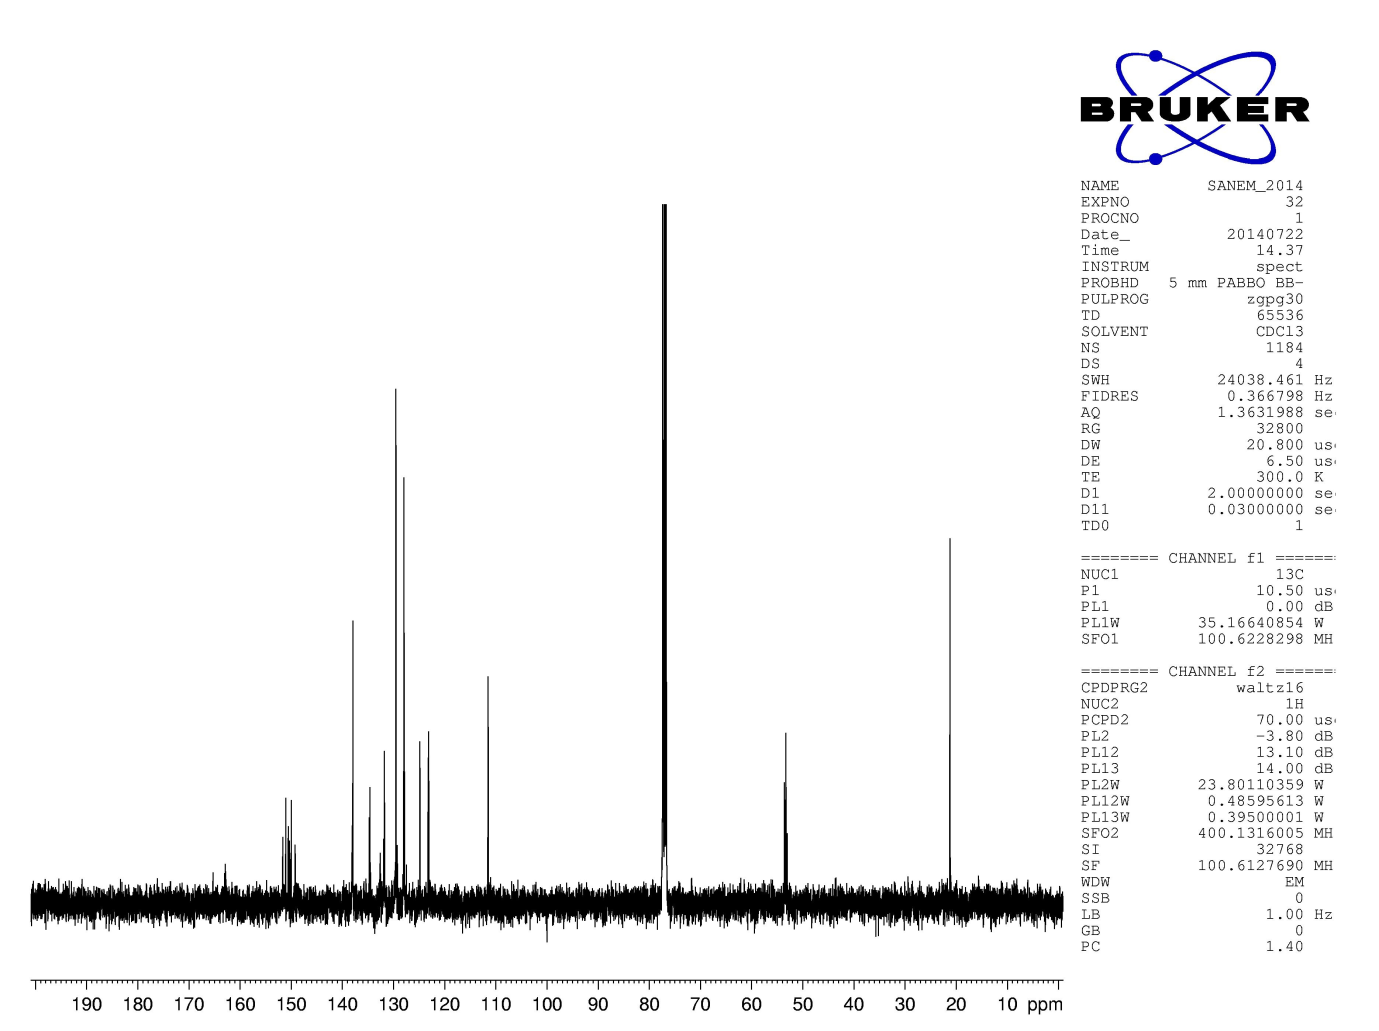 BRUKER
NAME SANEM_2014
EXPNO 32
PROCNO 1
Date_ 20140722
Time 14.37
INSTRUM spect
PROBHD 5 mm PABBO BB-
PULPROG zgpg30
TD 65536
SOLVENT CDCl3
NS 1184
DS 4
SWH 24038.461 Hz
FIDRES 0.366798 Hz
AQ 1.3631988 se
RG 32800
DW 20.800 us
DE 6.50 us
TE 300.0 K
D1 2.00000000 se
D11 0.03000000 se
TD0 1
======== CHANNEL f1 ======
NUC1 13C
P1 10.50 us
PL1 0.00 dB
PL1W 35.16640854 W
SFO1 100.6228298 MH
======== CHANNEL f2 ======
CPDPRG2 waltz16
NUC2 1H
PCPD2 70.00 us
PL2 -3.80 dB
PL12 13.10 dB
PL13 14.00 dB
PL2W 23.80110359 W
PL12W 0.48595613 W
PL13W 0.39500001 W
SFO2 400.1316005 MH
SI 32768
SF 100.6127690 MH
WDW EM
SSB 0
LB 1.00 Hz
GB 0
PC 1.40
190 180 170 160 150 140 130 120 110 100 90 80 70 60 50 40 30 20 10 ppm